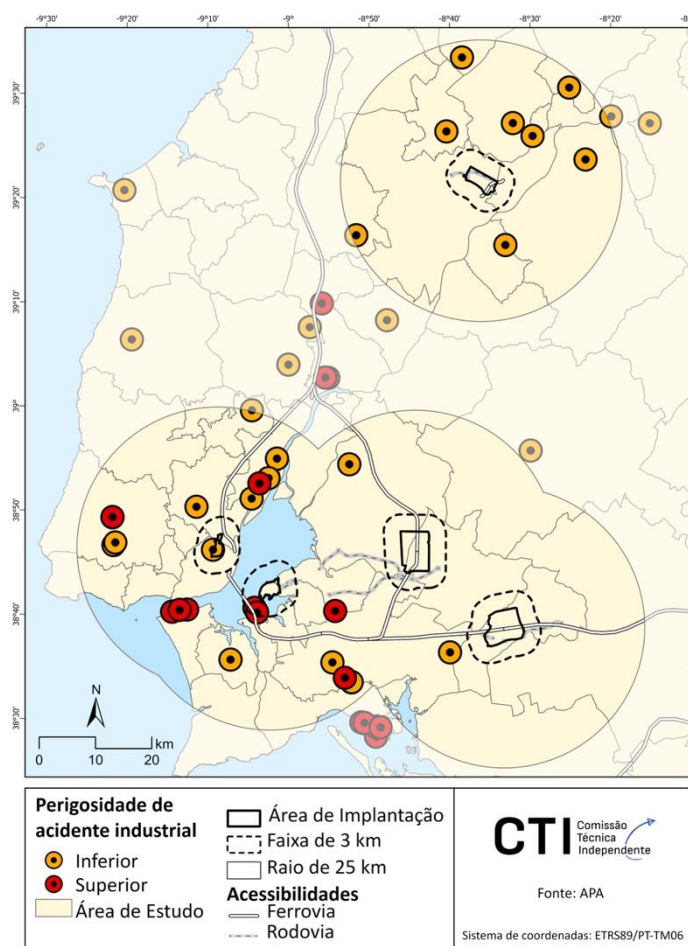 -9°30' -9°20' -9°10' -9° -8°50' -8°40' -8°30' -8°20'
39°30'
39°20'
39°10'
39°
38°50'
38°40'
38°30'
N
0 10 20
km
Perigosidade de
acidente industrial
Inferior
Superior
Área de Estudo
Área de Implantação
Faixa de 3 km
Raio de 25 km
Acessibilidades
Ferrovia
Rodovia
CTI Comissão
Técnica
Independente
Fonte: APA
Sistema de coordenadas: ETRS89/PT-TM06